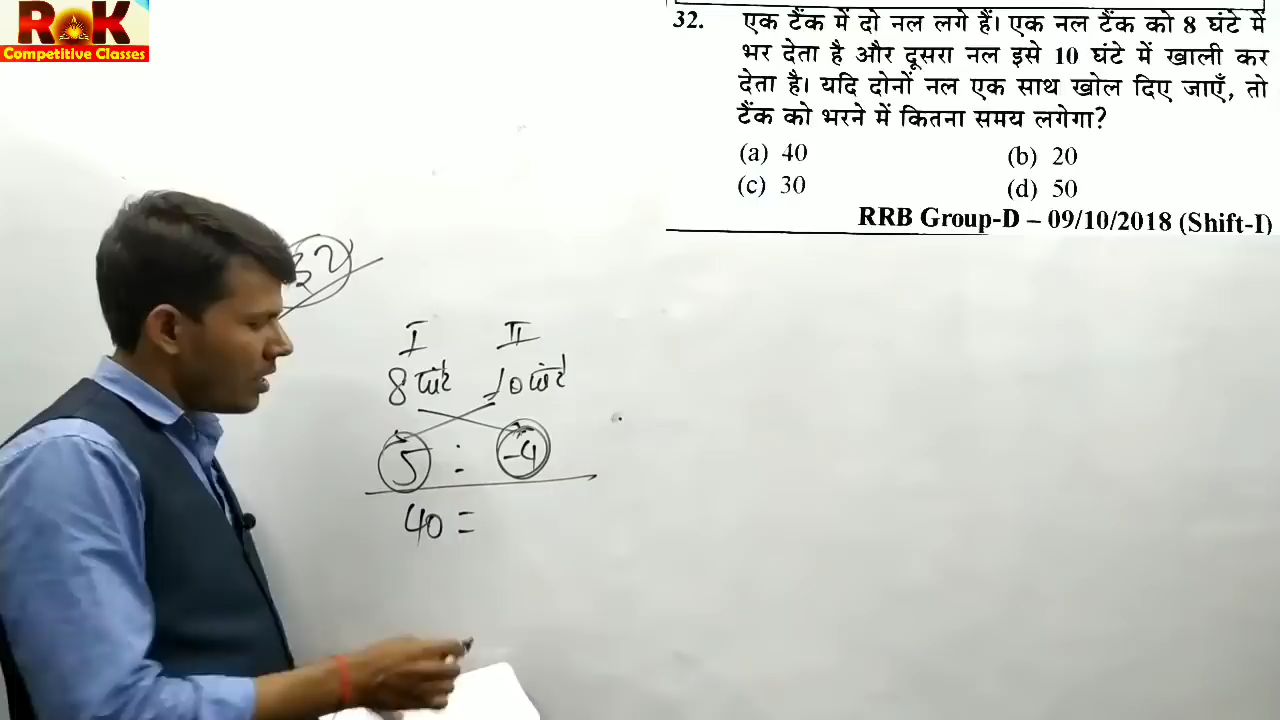 R K
Competitive Classes
32. एक टैंक में दो नल लगे हैं। एक नल टैंक को 8 घंटे में
भर देता है और दूसरा नल इसे 10 घंटे में खाली कर
देता है। यदि दोनों नल एक साथ खोल दिए जाएँ, तो
टैंक को भरने में कितना समय लगेगा?
(a) 40 (b) 20
(c) 30 (d) 50
RRB Group-D – 09/10/2018 (Shift-I)
32
I II
8 घंटे 10 घंटे
5 : -4
40 =